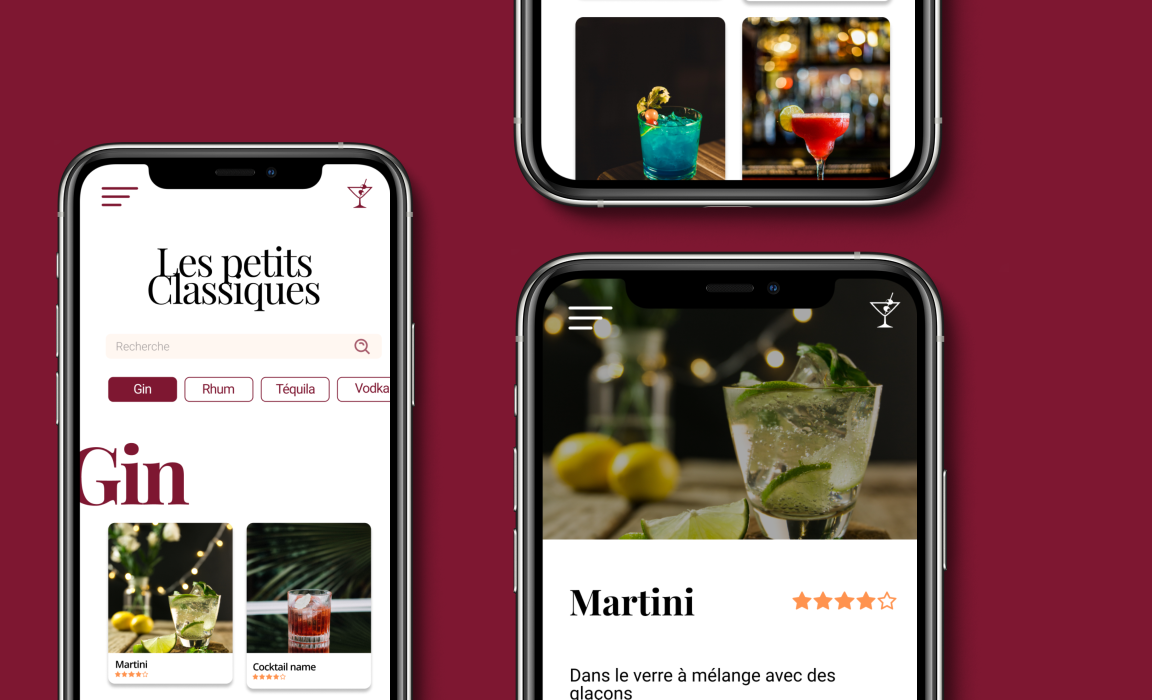 Les petits
Classiques
Recherche
Gin
Rhum
Téquila
Vodka
Gin
Martini
Cocktail name
Martini
Dans le verre à mélange avec des
glaçons